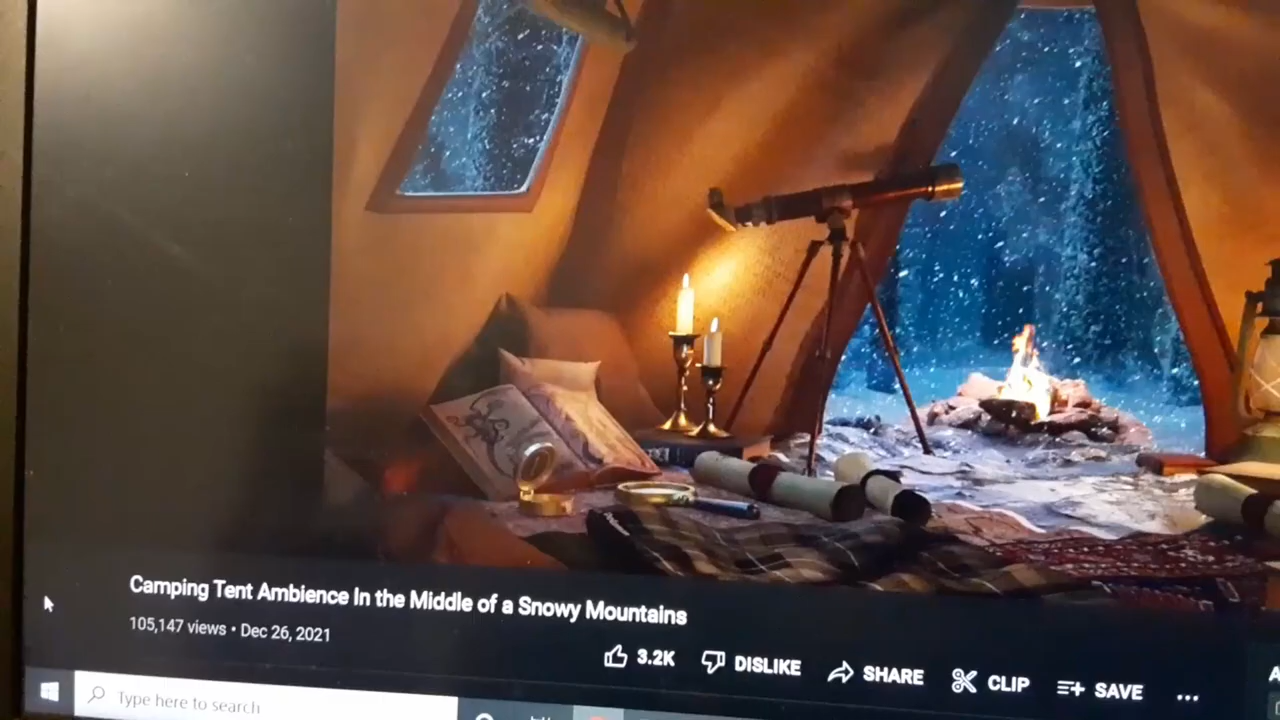 Camping Tent Ambience In the Middle of a Snowy Mountains
105,147 views • Dec 26, 2021
3.2K DISLIKE SHARE CLIP SAVE ...
Type here to search